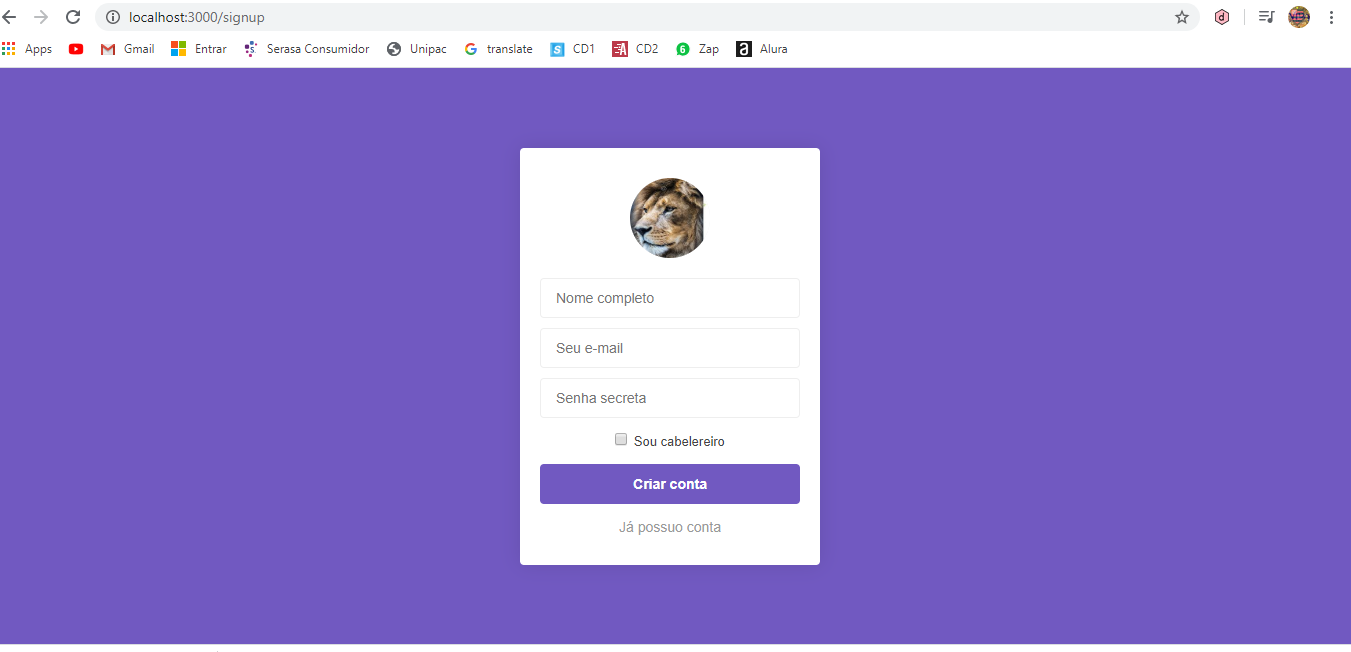 localhost:3000/signup
Apps Gmail Entrar Serasa Consumidor Unipac translate CD1 CD2 6 Zap a Alura
Nome completo
Seu e-mail
Senha secreta
Sou cabelereiro
Criar conta
Já possuo conta